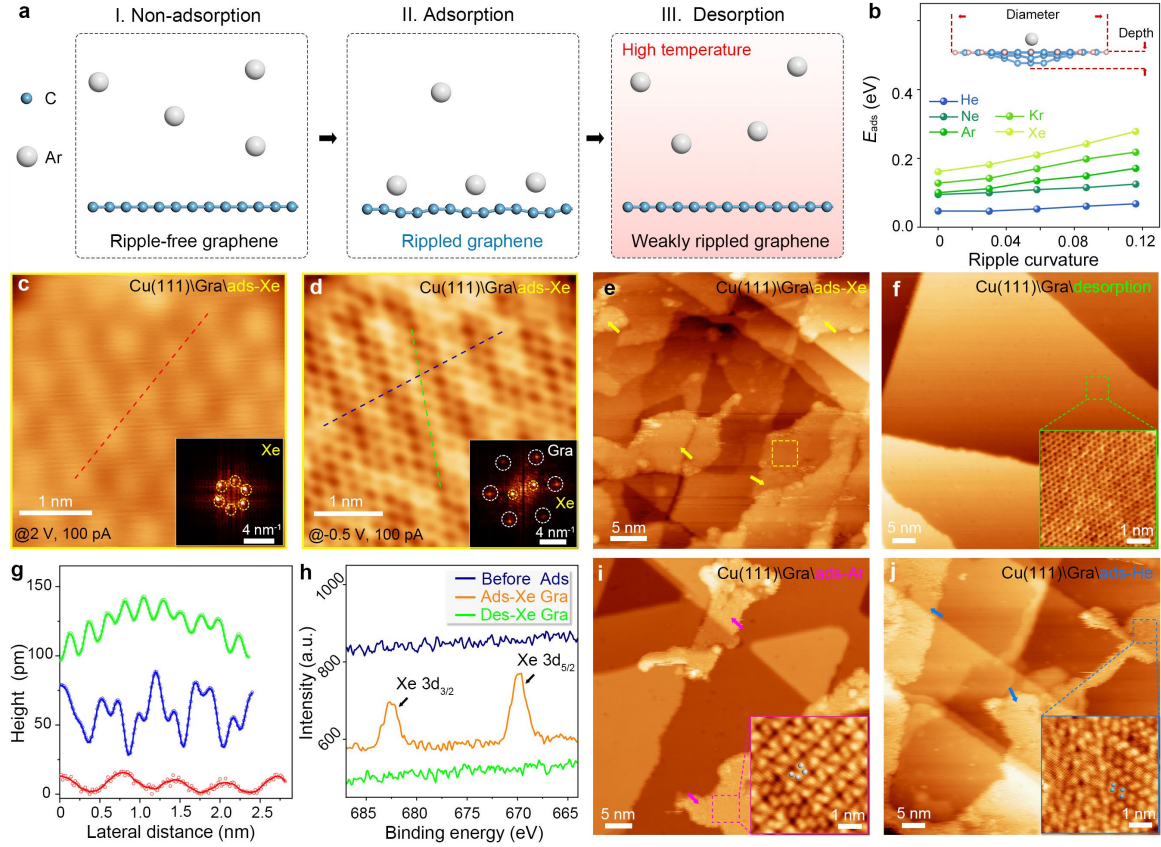 a
I. Non-adsorption
II. Adsorption
III. Desorption
C
Ar
Ripple-free graphene
Rippled graphene
High temperature
Weakly rippled graphene
b
Diameter
Depth
He
Ne
Ar
Kr
Xe
0.4
0.2
0.0
Eads (eV)
0
0.04
0.08
0.12
Ripple curvature
c
Cu(111)\Gra\ads-Xe
Xe
1 nm
@2 V, 100 pA
4 nm-1
d
Cu(111)\Gra\ads-Xe
Gra
Xe
1 nm
@-0.5 V, 100 pA
4 nm-1
e
Cu(111)\Gra\ads-Xe
5 nm
f
Cu(111)\Gra\desorption
5 nm
1 nm
g
150
100
50
0
Height (pm)
0.0
0.5
1.0
1.5
2.0
2.5
Lateral distance (nm)
h
1000
800
600
Intensity (a.u.)
Before Ads
Ads-Xe Gra
Des-Xe Gra
Xe 3d3/2
Xe 3d5/2
685
680
675
670
665
Binding energy (eV)
i
Cu(111)\Gra\ads-Ar
5 nm
1 nm
j
Cu(111)\Gra\ads-He
5 nm
1 nm